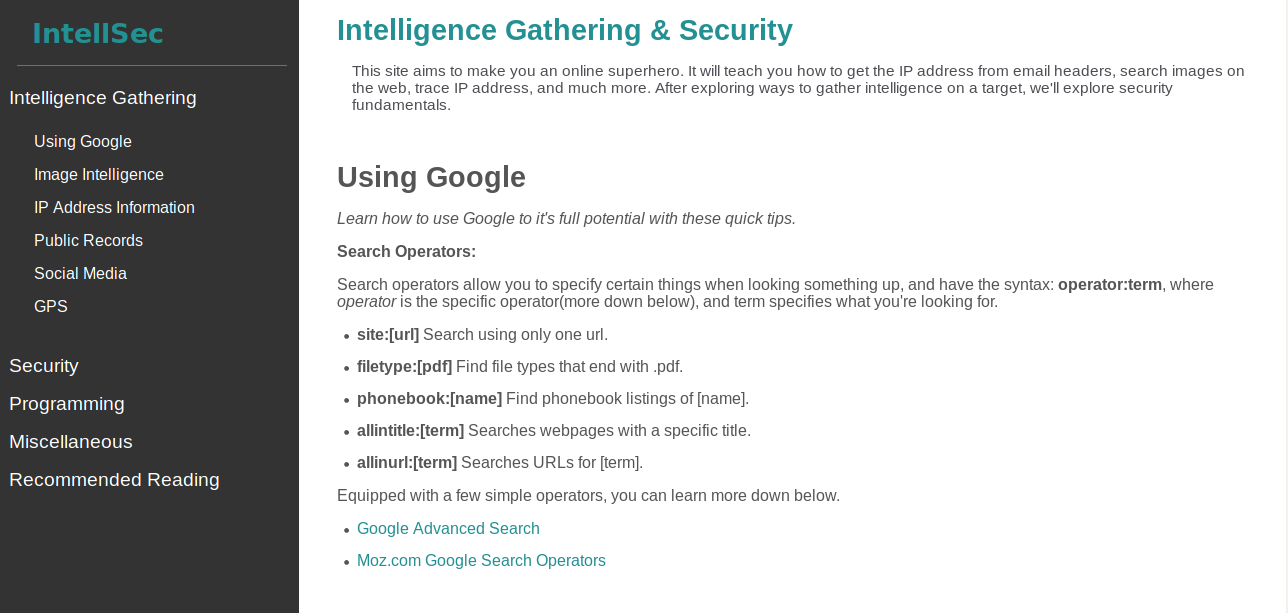 IntellSec
Intelligence Gathering
Using Google
Image Intelligence
IP Address Information
Public Records
Social Media
GPS
Security
Programming
Miscellaneous
Recommended Reading
Intelligence Gathering & Security
This site aims to make you an online superhero. It will teach you how to get the IP address from email headers, search images on
the web, trace IP address, and much more. After exploring ways to gather intelligence on a target, we'll explore security
fundamentals.
Using Google
Learn how to use Google to it's full potential with these quick tips.
Search Operators:
Search operators allow you to specify certain things when looking something up, and have the syntax: operator:term, where
operator is the specific operator(more down below), and term specifies what you're looking for.
• site:[url] Search using only one url.
• filetype:[pdf] Find file types that end with .pdf.
• phonebook:[name] Find phonebook listings of [name].
• allintitle:[term] Searches webpages with a specific title.
• allinurl:[term] Searches URLs for [term].
Equipped with a few simple operators, you can learn more down below.
• Google Advanced Search
• Moz.com Google Search Operators